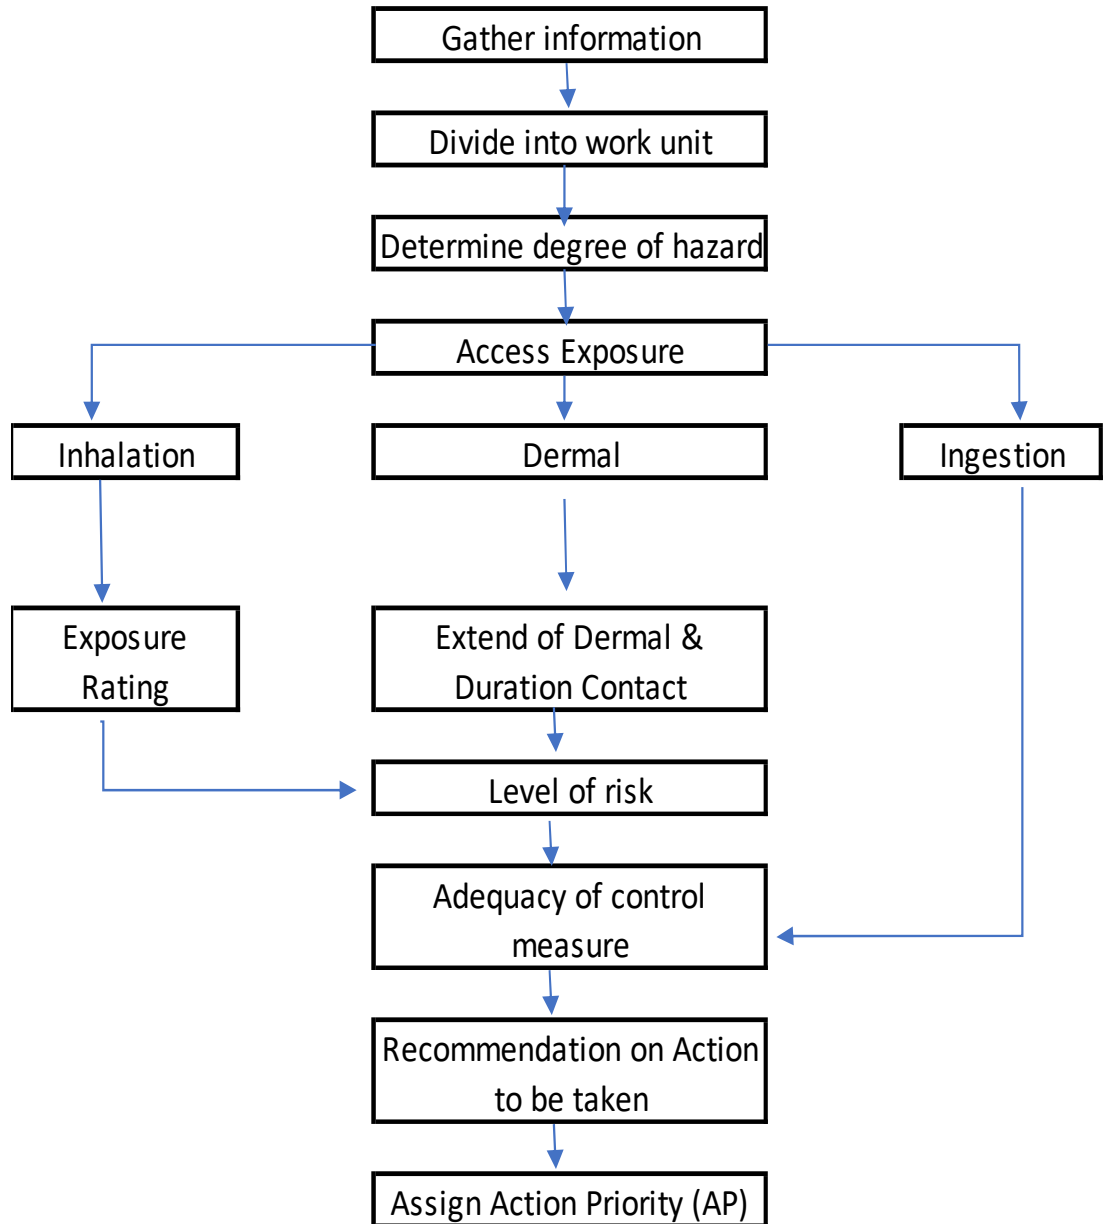 Gather information
Divide into work unit
Determine degree of hazard
Access Exposure
Inhalation
Dermal
Ingestion
Exposure
Rating
Extend of Dermal &
Duration Contact
Level of risk
Adequacy of control
measure
Recommendation on Action
to be taken
Assign Action Priority (AP)